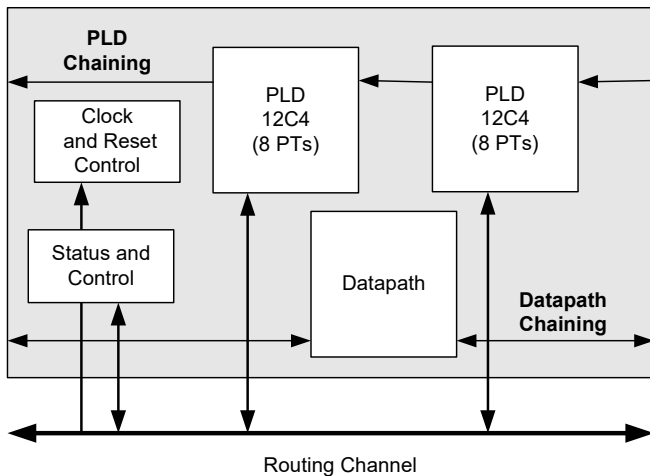 PLD
Chaining
PLD
12C4
(8 PTs)
PLD
12C4
(8 PTs)
Clock
and Reset
Control
Status and
Control
Datapath
Datapath
Chaining
Routing Channel